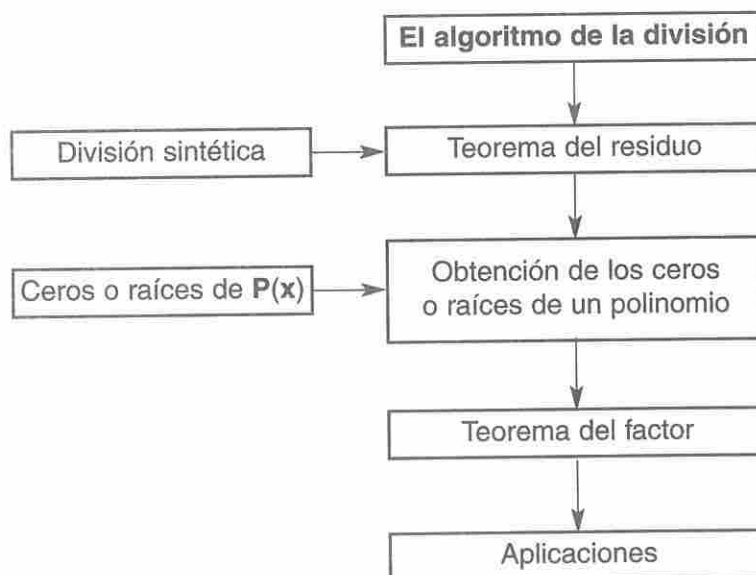 El algoritmo de la división
División sintética
Teorema del residuo
Ceros o raíces de P(x)
Obtención de los ceros
o raíces de un polinomio
Teorema del factor
Aplicaciones